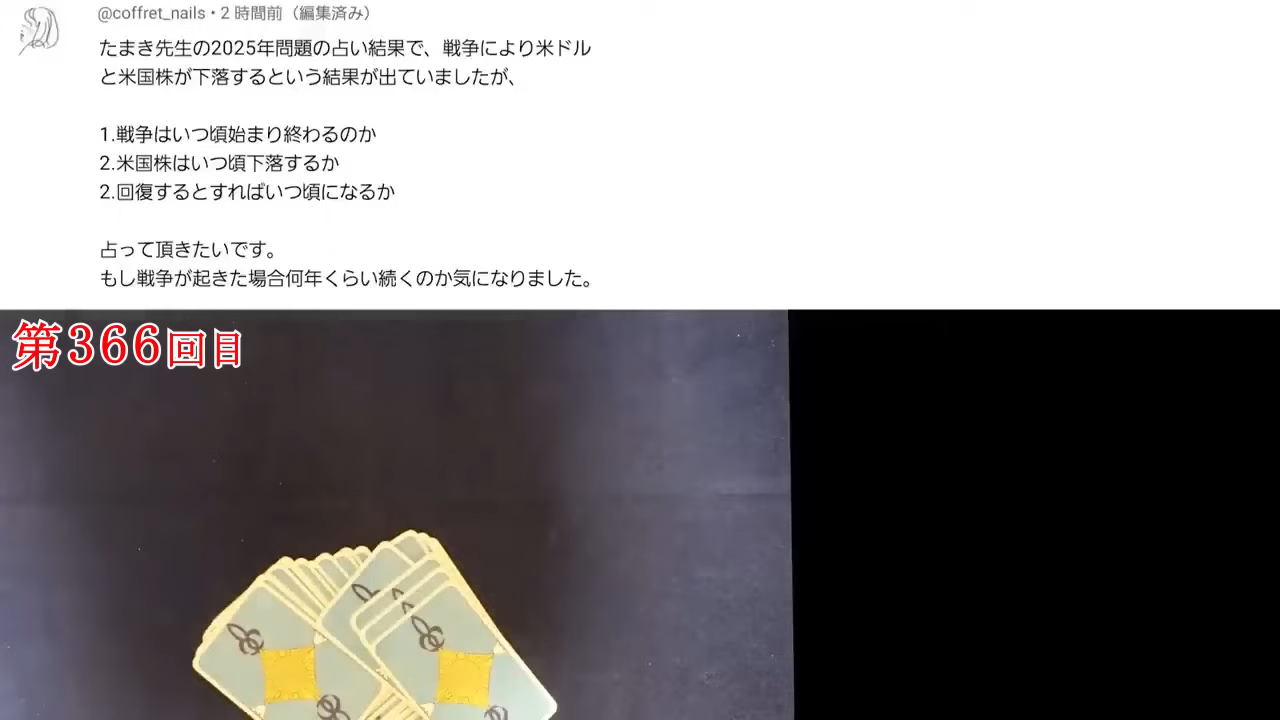 @coffret_nails・2 時間前（編集済み）
たまき先生の2025年問題の占い結果で、戦争により米ドル
と米国株が下落するという結果が出ていましたが、
1.戦争はいつ頃始まり終わるのか
2.米国株はいつ頃下落するか
2.回復するとすればいつ頃になるか
占って頂きたいです。
もし戦争が起きた場合何年くらい続くのか気になりました。
第366回目